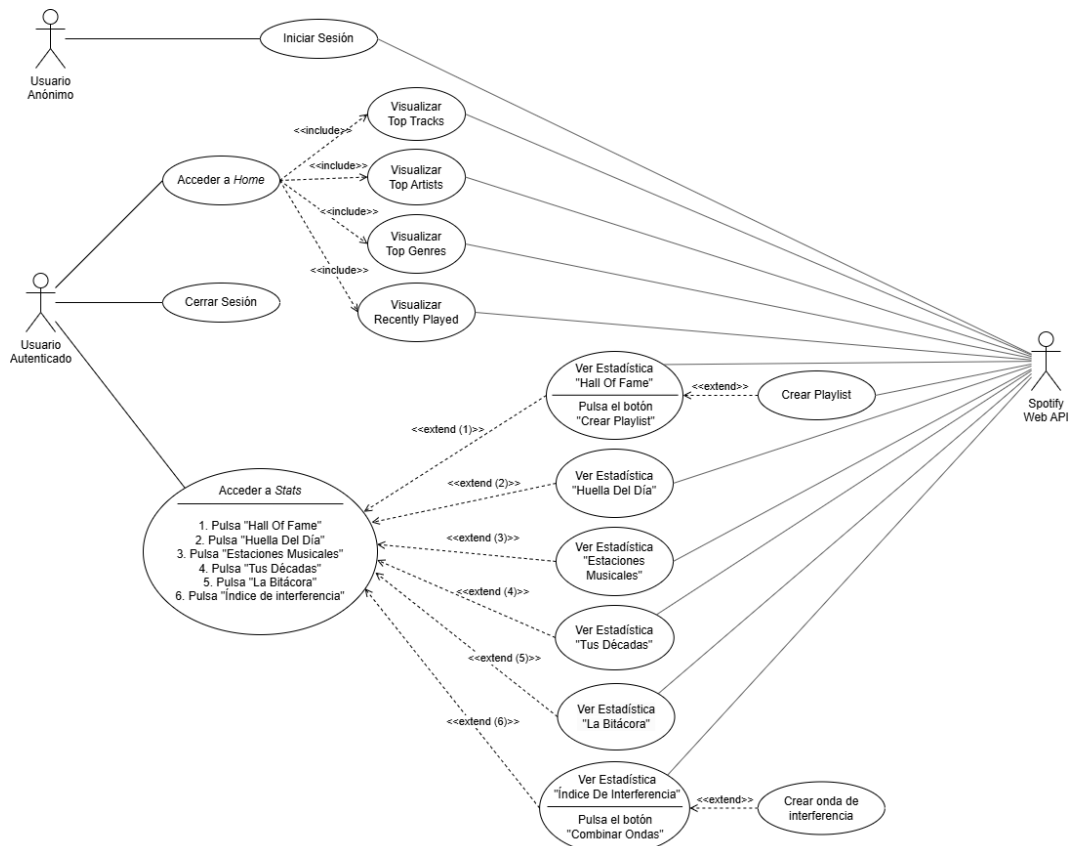 Iniciar Sesión
Usuario
Anónimo
Visualizar
Top Tracks
<<include>>
<<include>>
Visualizar
Top Artists
Acceder a Home
<<include>>
Visualizar
Top Genres
<<include>>
Cerrar Sesión
Visualizar
Recently Played
Usuario
Autenticado
Ver Estadística
"Hall Of Fame"
Pulsa el botón
"Crear Playlist"
<<extend>>
Crear Playlist
Spotify
Web API
<<extend (1)>>
Acceder a Stats
1. Pulsa "Hall Of Fame"
2. Pulsa "Huella Del Día"
3. Pulsa "Estaciones Musicales"
4. Pulsa "Tus Décadas"
5. Pulsa "La Bitácora"
6. Pulsa "Índice de interferencia"
<<extend (2)>>
Ver Estadística
"Huella Del Día"
<<extend (3)>>
Ver Estadística
"Estaciones
Musicales"
<<extend (4)>>
Ver Estadística
"Tus Décadas"
<<extend (5)>>
Ver Estadística
"La Bitácora"
<<extend (6)>>
Ver Estadística
"Índice De Interferencia"
Pulsa el botón
"Combinar Ondas"
<<extend>>
Crear onda de
interferencia